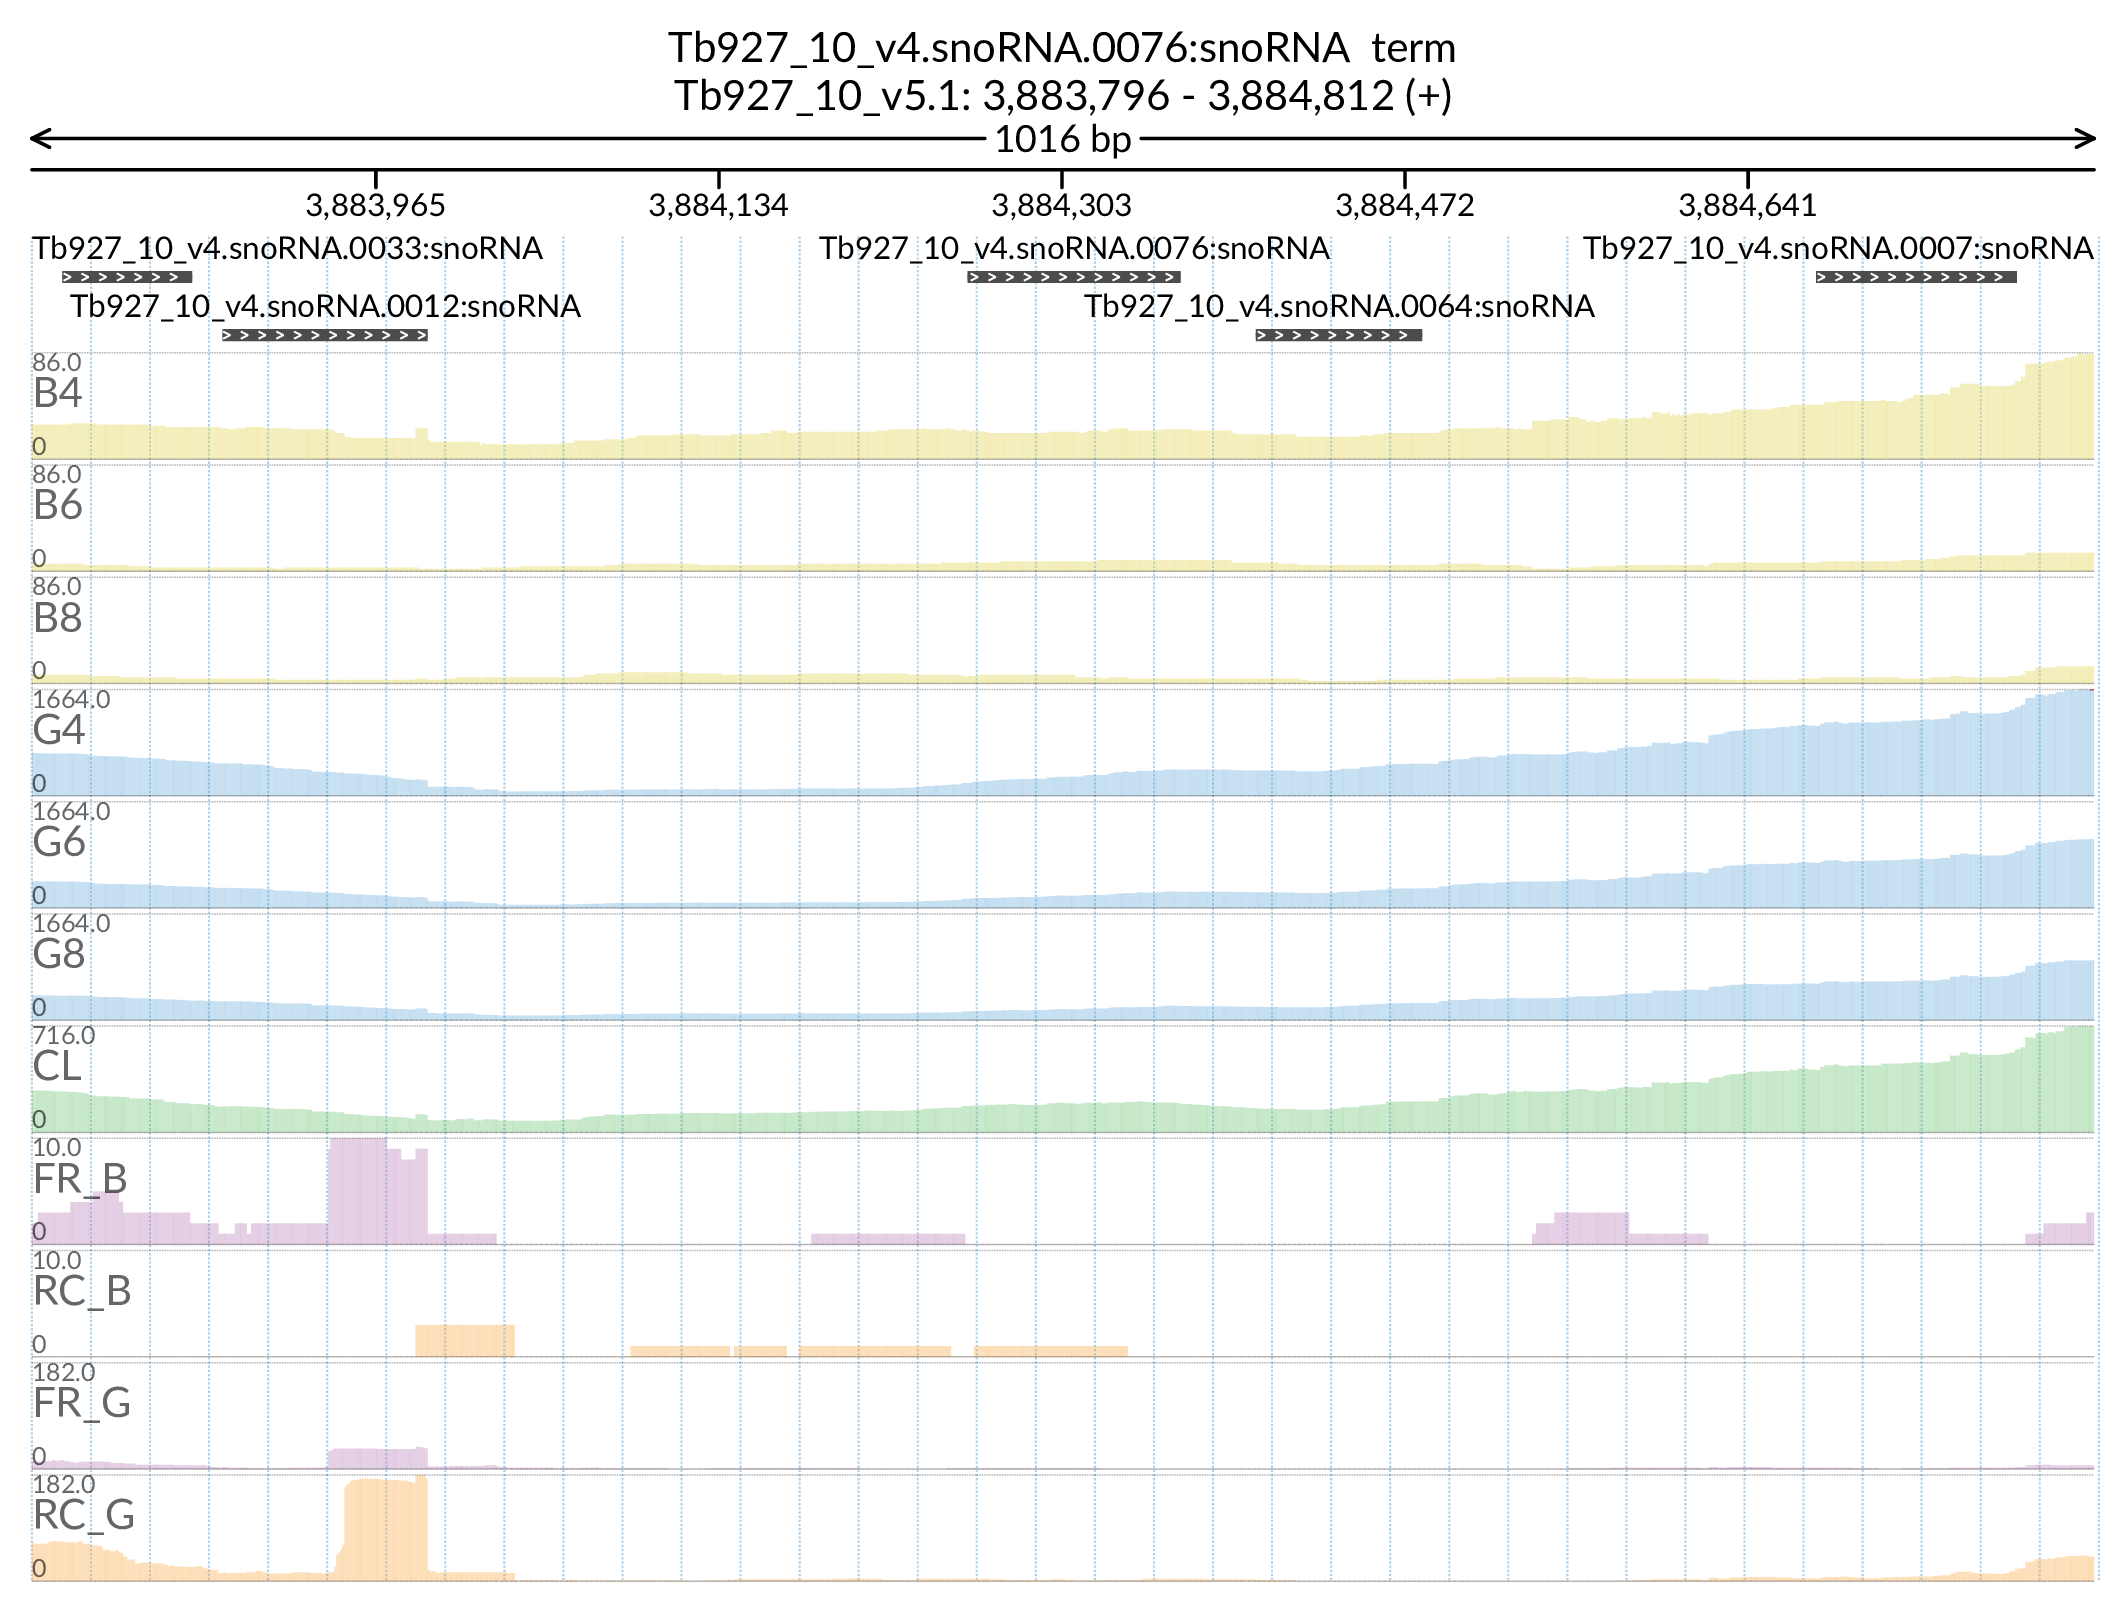 Tb927_10_v4.snoRNA.0076:snoRNA  term
Tb927_10_v5.1: 3,883,796 - 3,884,812 (+)
1016 bp
3,883,965 3,884,134 3,884,303 3,884,472 3,884,641
Tb927_10_v4.snoRNA.0033:snoRNA Tb927_10_v4.snoRNA.0076:snoRNA Tb927_10_v4.snoRNA.0007:snoRNA
Tb927_10_v4.snoRNA.0012:snoRNA Tb927_10_v4.snoRNA.0064:snoRNA
86.0
B4
0
86.0
B6
0
86.0
B8
0
1664.0
G4
0
1664.0
G6
0
1664.0
G8
0
716.0
CL
0
10.0
FR_B
0
10.0
RC_B
0
182.0
FR_G
0
182.0
RC_G
0